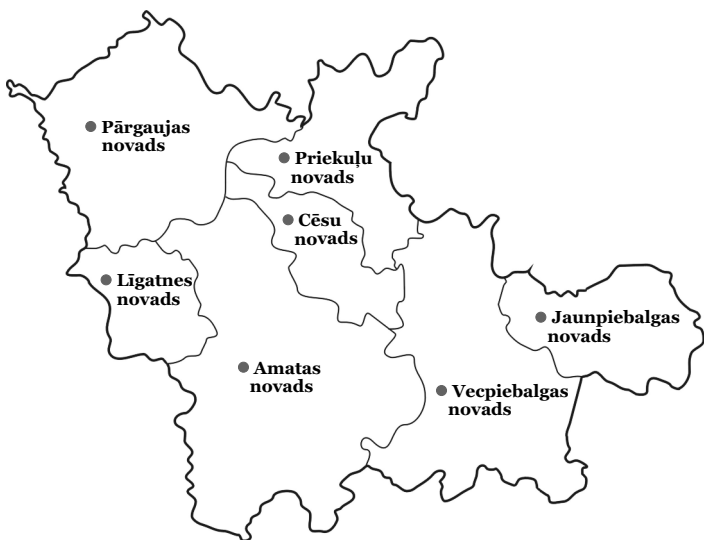 Pārgaujas
novads
Priekuļu
novads
Cēsu
novads
Līgatnes
novads
Jaunpiebalgas
novads
Amatas
novads
Vecpiebalgas
novads